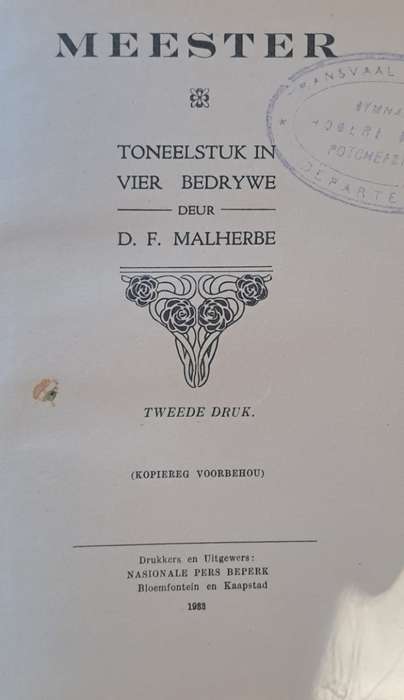 MEESTER
TONEELSTUK IN
VIER BEDRYWE
DEUR
D. F. MALHERBE
TWEEDE DRUK.
(KOPIEREG VOORBEHOU)
Drukkers en Uitgewers:
NASIONALE PERS BEPERK
Bloemfontein en Kaapstad
1933